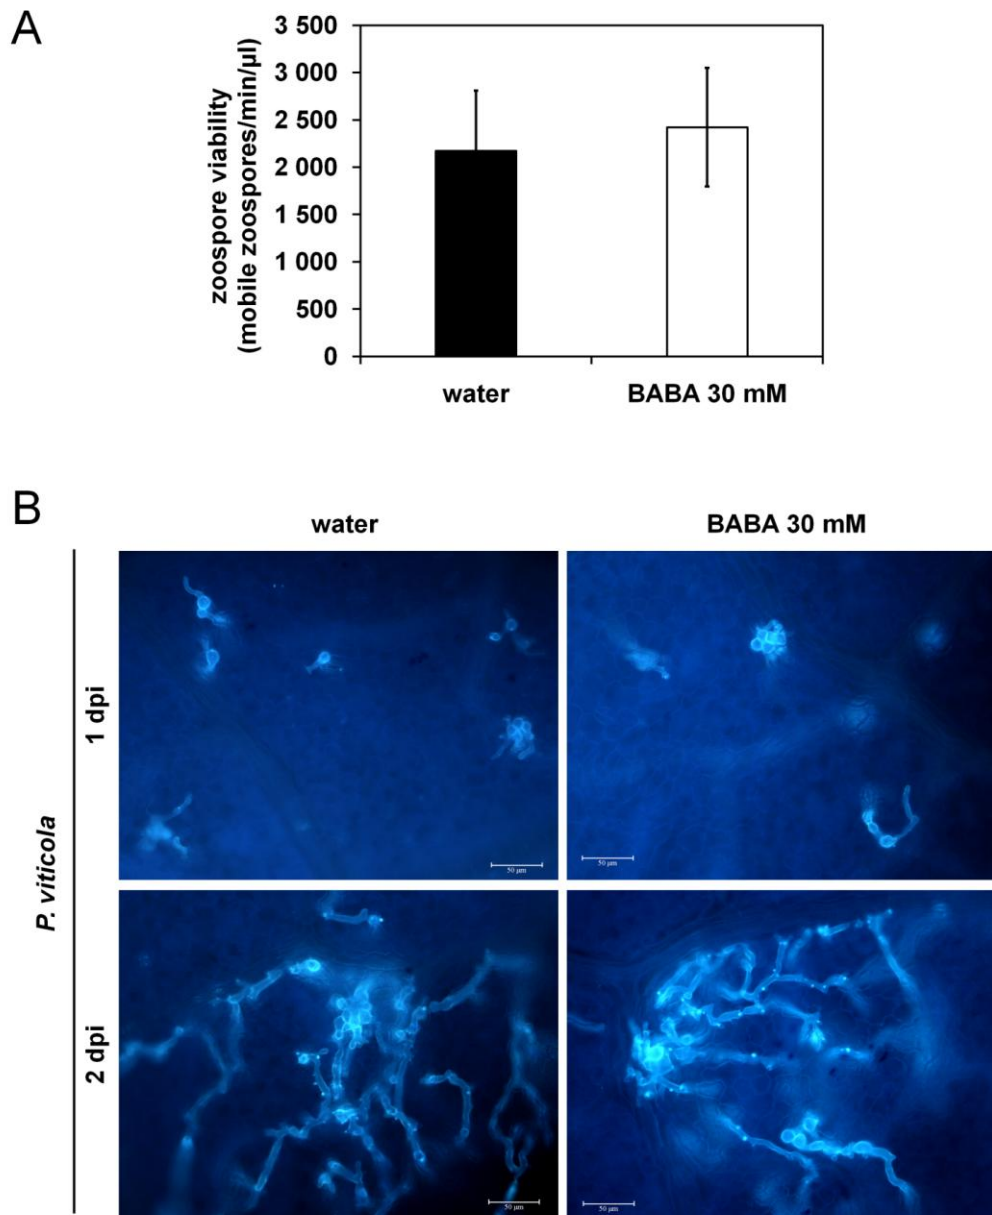 A
zoospore viability
(mobile zoospores/min/µl)
3 500
3 000
2 500
2 000
1 500
1 000
500
0
water
BABA 30 mM
B
water
BABA 30 mM
P. viticola
1 dpi
50 µm
50 µm
2 dpi
50 µm
50 µm